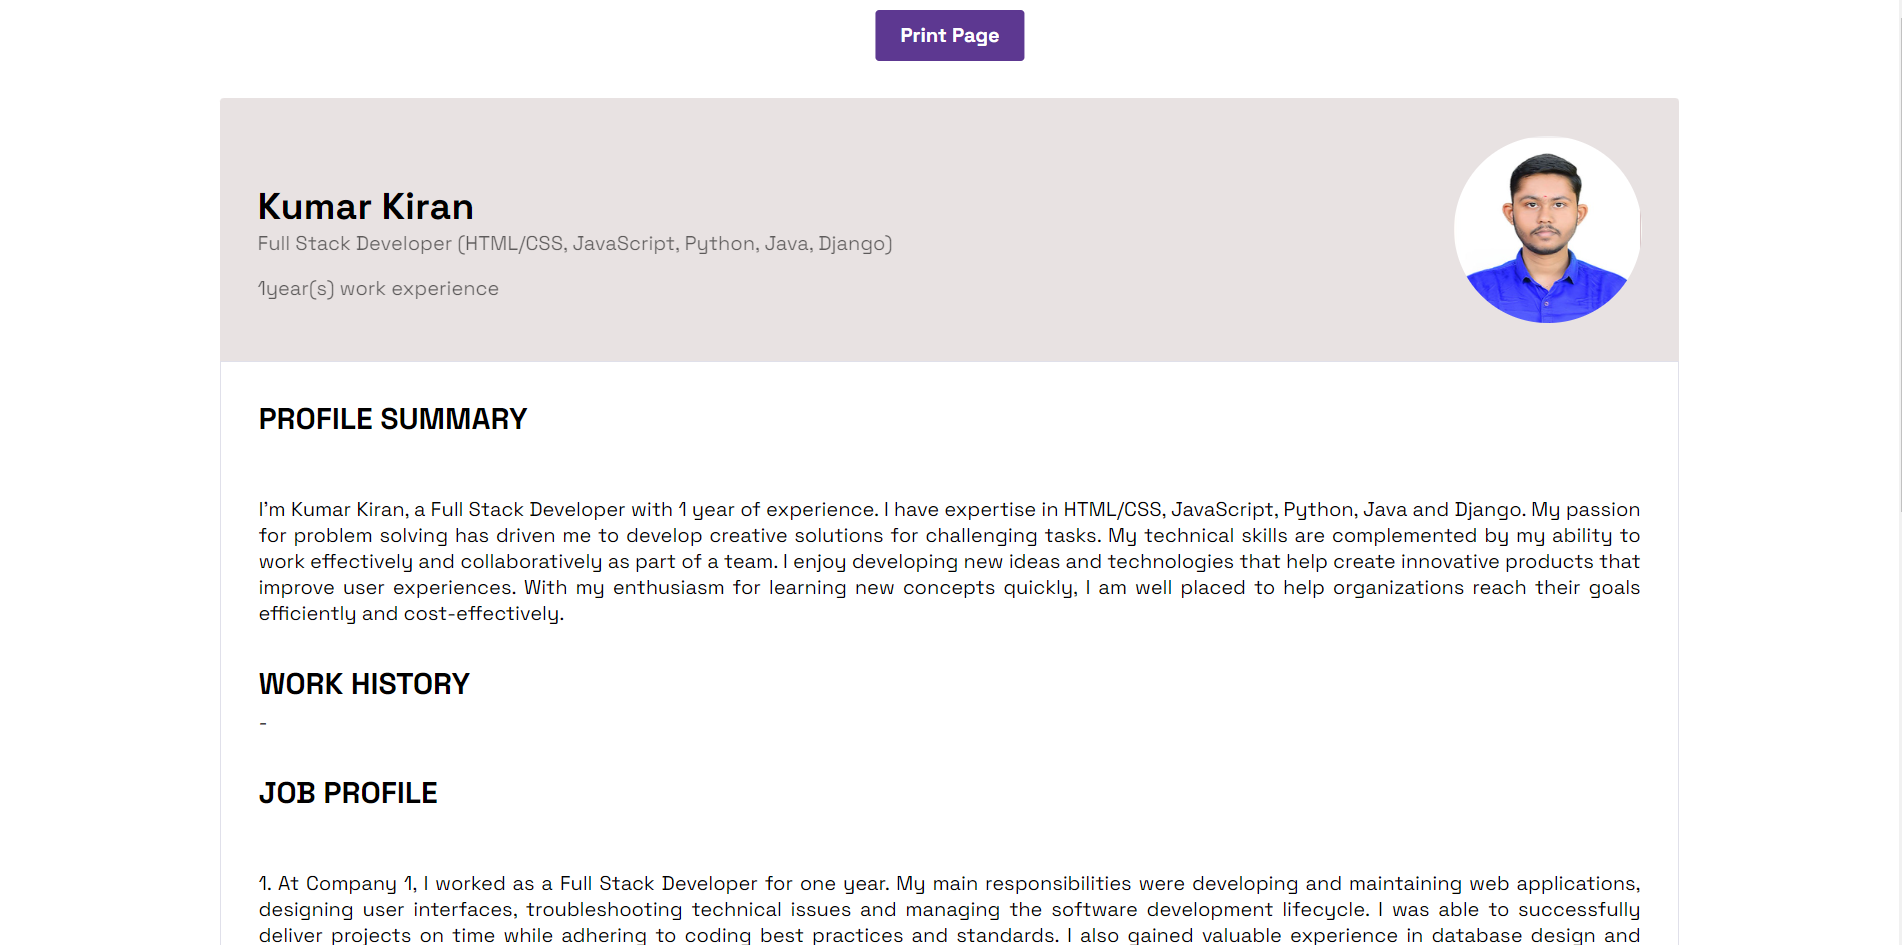 Print Page
Kumar Kiran
Full Stack Developer (HTML/CSS, JavaScript, Python, Java, Django)
1year(s) work experience
PROFILE SUMMARY
I'm Kumar Kiran, a Full Stack Developer with 1 year of experience. I have expertise in HTML/CSS, JavaScript, Python, Java and Django. My passion
for problem solving has driven me to develop creative solutions for challenging tasks. My technical skills are complemented by my ability to
work effectively and collaboratively as part of a team. I enjoy developing new ideas and technologies that help create innovative products that
improve user experiences. With my enthusiasm for learning new concepts quickly, I am well placed to help organizations reach their goals
efficiently and cost-effectively.
WORK HISTORY
-
JOB PROFILE
1. At Company 1, I worked as a Full Stack Developer for one year. My main responsibilities were developing and maintaining web applications,
designing user interfaces, troubleshooting technical issues and managing the software development lifecycle. I was able to successfully
deliver projects on time while adhering to coding best practices and standards. I also gained valuable experience in database design and